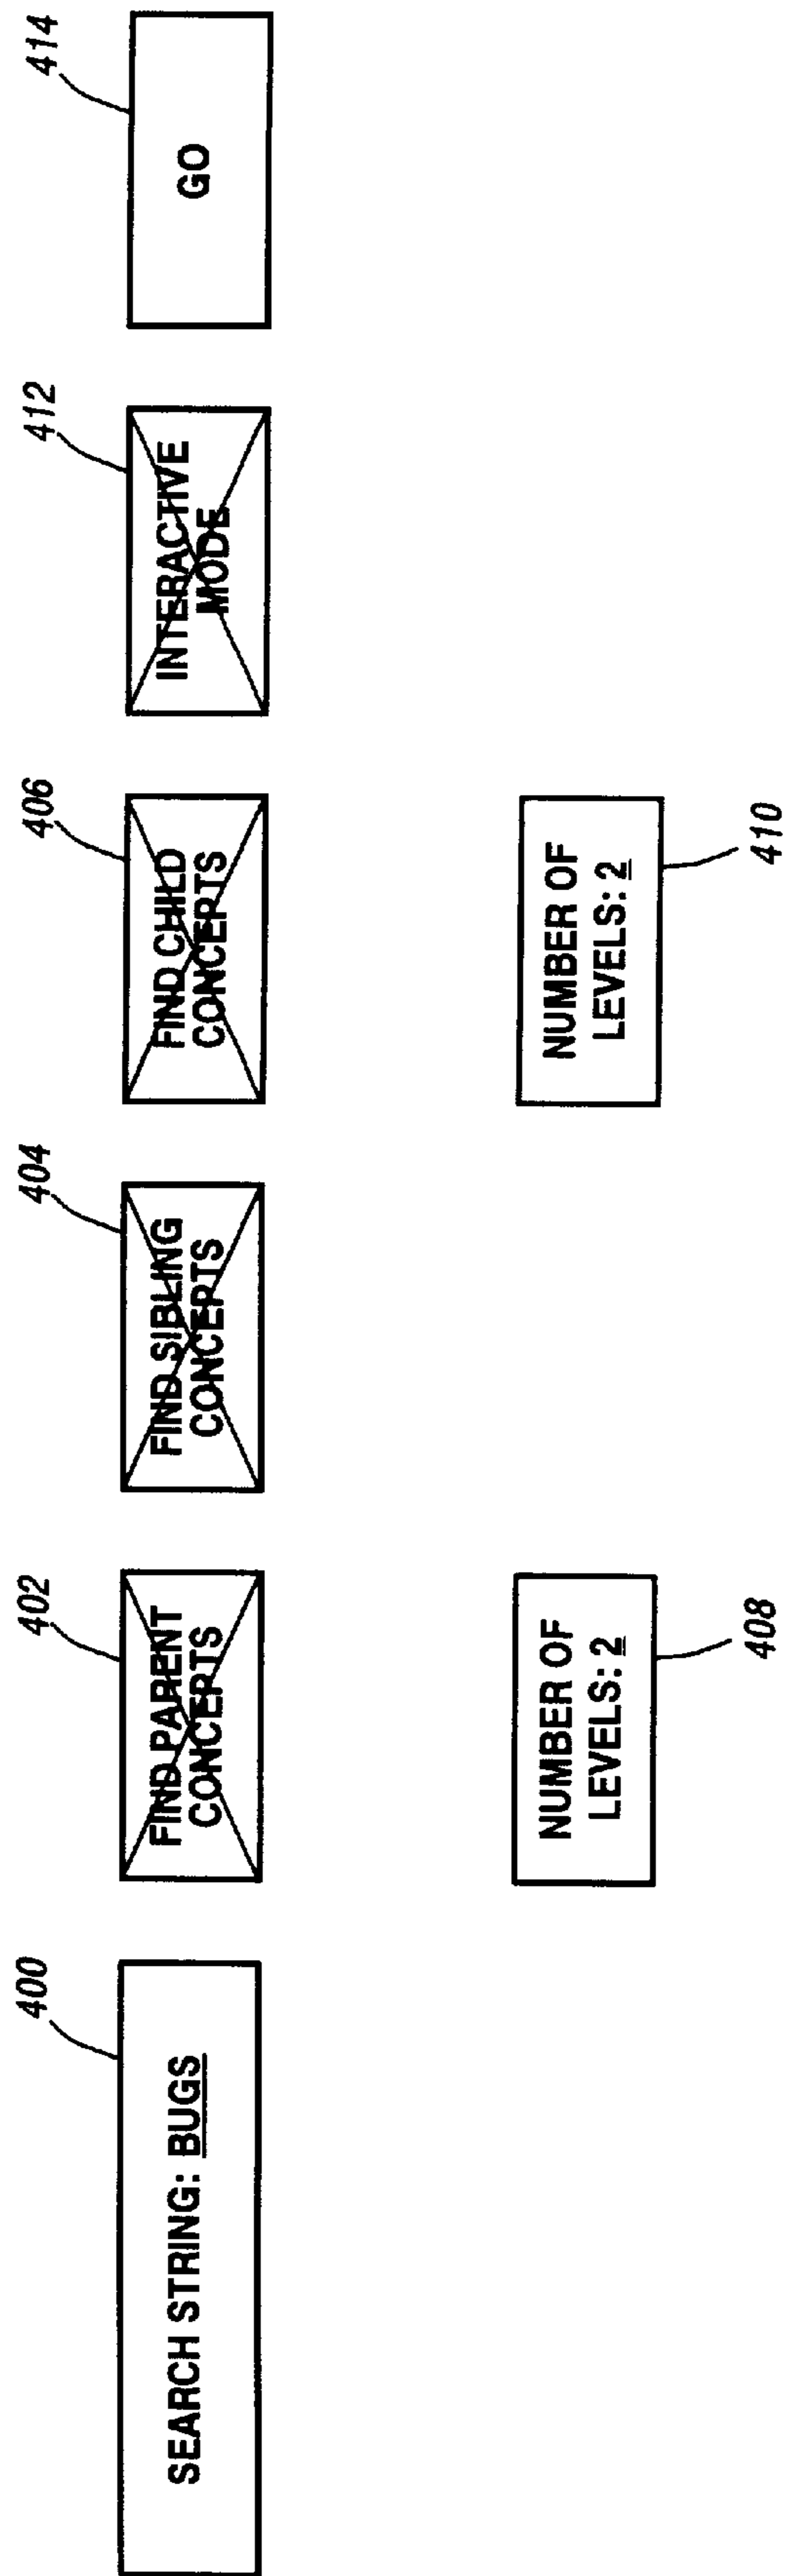 400
SEARCH STRING: BUGS
402
FIND PARENT
CONCEPTS
404
FIND SIBLING
CONCEPTS
406
FIND CHILD
CONCEPTS
412
INTERACTIVE
MODE
414
GO
NUMBER OF
LEVELS: 2
408
NUMBER OF
LEVELS: 2
410